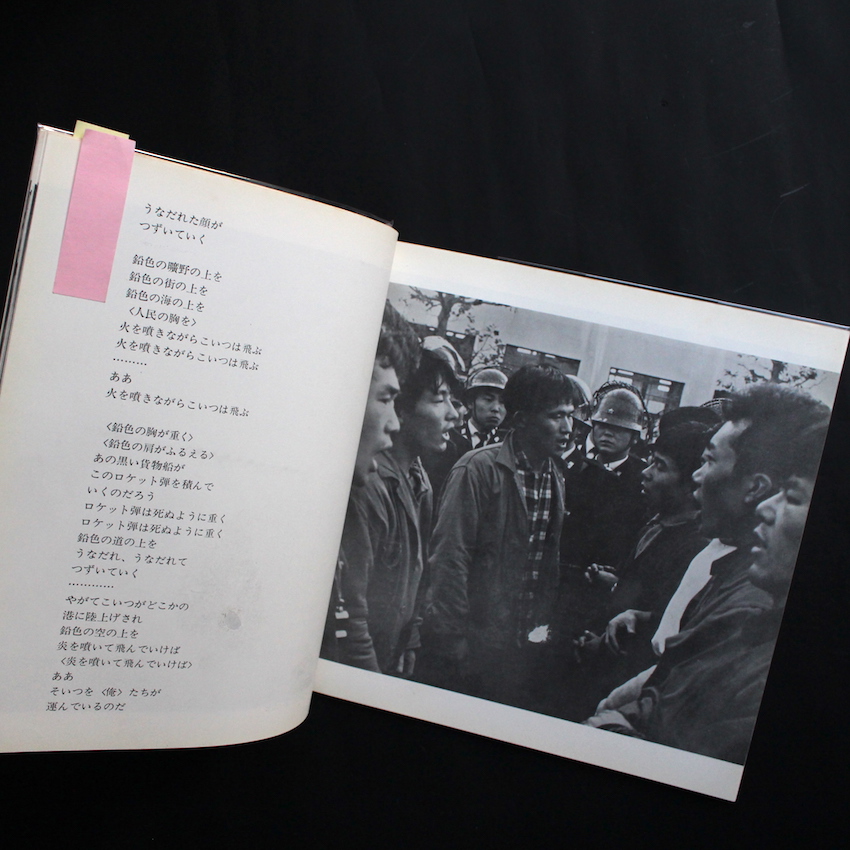 うなだれた顔が
つずいていく
鉛色の曠野の上を
鉛色の街の上を
鉛色の海の上を
〈人民の胸を〉
火を噴きながらこいつは飛ぶ
火を噴きながらこいつは飛ぶ
………
ああ
火を噴きながらこいつは飛ぶ
〈鉛色の胸が重く〉
〈鉛色の肩がふるえる〉
あの黒い貨物船が
このロケット弾を積んで
いくのだろう
ロケット弾は死ぬように重く
ロケット弾は死ぬように重く
鉛色の道の上を
うなだれ、うなだれて
つずいていく
…………
やがてこいつがどこかの
港に陸上げされ
鉛色の空の上を
炎を噴いて飛んでいけば
〈炎を噴いて飛んでいけば〉
ああ
そいつを〈俺〉たちが
運んでいるのだ